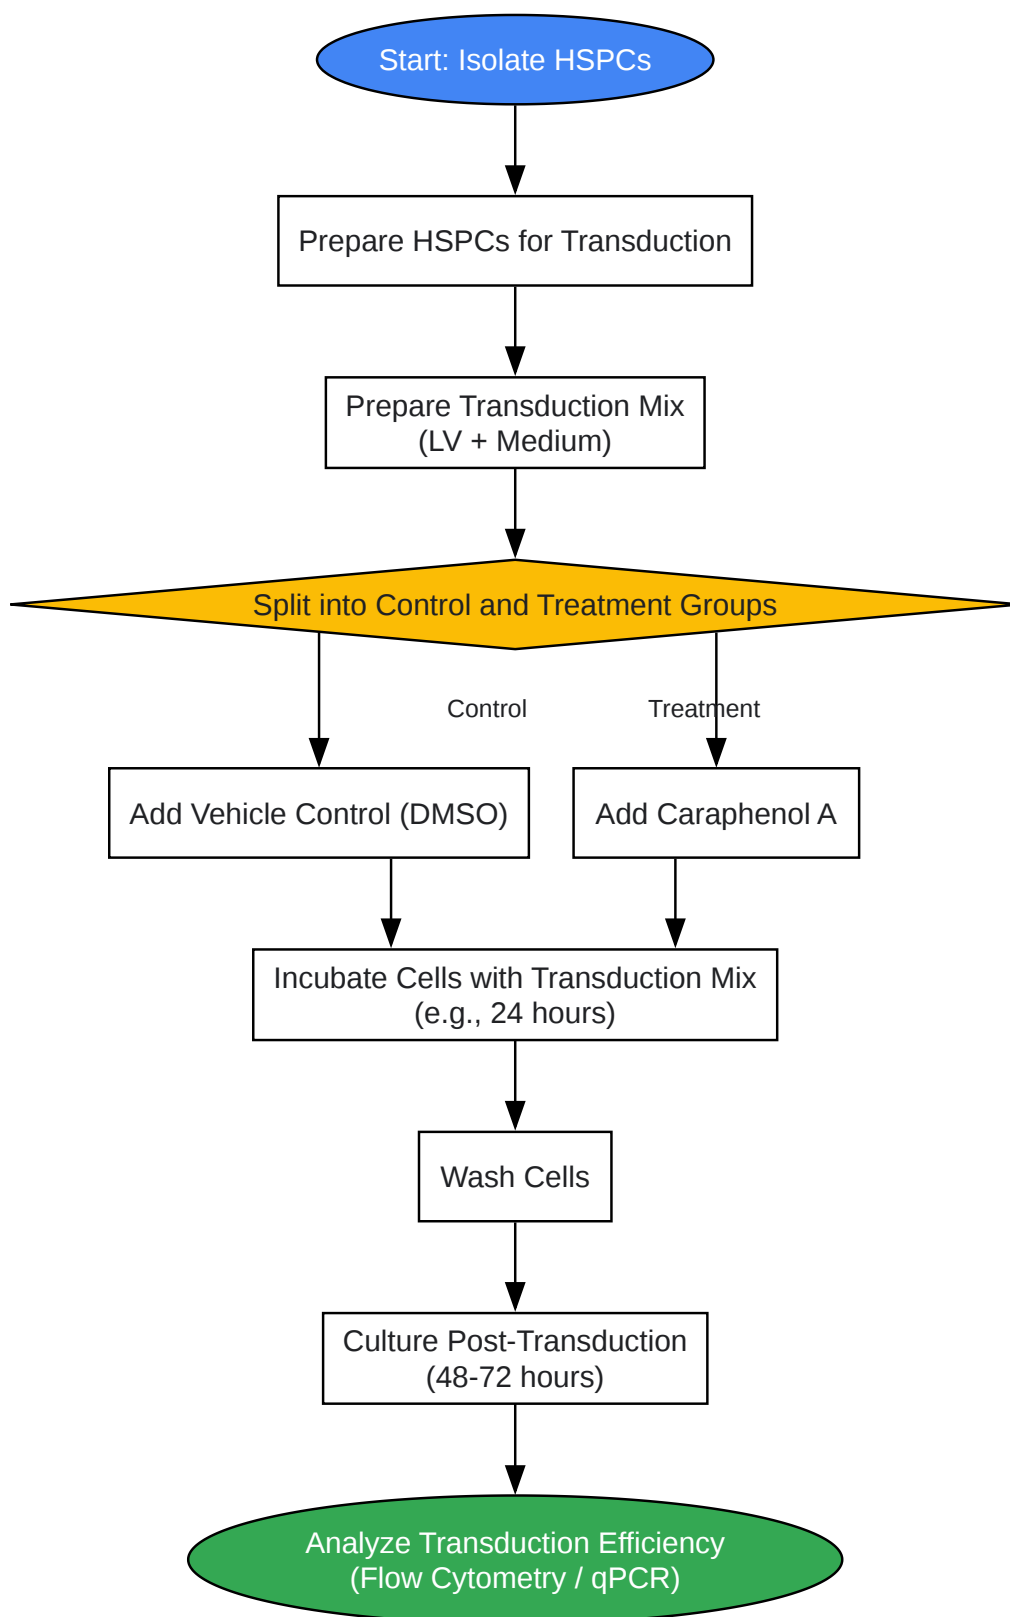 Start: Isolate HSPCs
Prepare HSPCs for Transduction
Prepare Transduction Mix
(LV + Medium)
Split into Control and Treatment Groups
Control
Treatment
Add Vehicle Control (DMSO)
Add Caraphenol A
Incubate Cells with Transduction Mix
(e.g., 24 hours)
Wash Cells
Culture Post-Transduction
(48-72 hours)
Analyze Transduction Efficiency
(Flow Cytometry / qPCR)